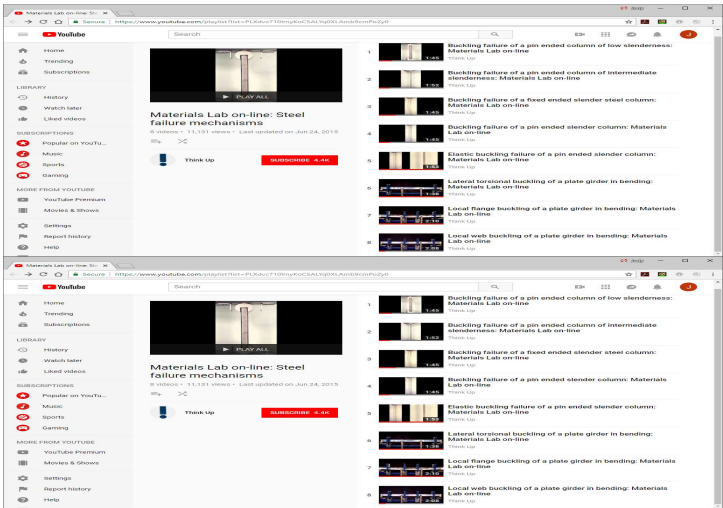 Materials Lab on-line: Ste
Secure | https://www.youtube.com/playlist?list=
YouTube
Search
Home
Trending
Subscriptions
LIBRARY
History
Watch later
Liked videos
SUBSCRIPTIONS
Popular on YouTu...
Music
Sports
Gaming
MORE FROM YOUTUBE
YouTube Premium
Movies & Shows
Settings
Report history
Help
PLAY ALL
Materials Lab on-line: Steel
failure mechanisms
8 videos • 11,131 views • Last updated on Jun 24, 2015
Think Up
SUBSCRIBE 4.4K
1
1:45
Buckling failure of a pin ended column of low slenderness:
Materials Lab on-line
Think Up
2
1:52
Buckling failure of a pin ended column of intermediate
slenderness: Materials Lab on-line
Think Up
3
1:45
Buckling failure of a fixed ended slender steel column:
Materials Lab on-line
Think Up
4
1:45
Buckling failure of a pin ended slender column: Materials
Lab on-line
Think Up
5
1:53
Elastic buckling failure of a pin ended slender column:
Materials Lab on-line
Think Up
6
1:38
Lateral torsional buckling of a plate girder in bending:
Materials Lab on-line
Think Up
7
2:10
Local flange buckling of a plate girder in bending: Materials
Lab on-line
Think Up
8
2:08
Local web buckling of a plate girder in bending: Materials
Lab on-line
Think Up
Materials Lab on-line: Ste
Secure | https://www.youtube.com/playlist?list=
YouTube
Search
Home
Trending
Subscriptions
LIBRARY
History
Watch later
Liked videos
SUBSCRIPTIONS
Popular on YouTu...
Music
Sports
Gaming
MORE FROM YOUTUBE
YouTube Premium
Movies & Shows
Settings
Report history
Help
PLAY ALL
Materials Lab on-line: Steel
failure mechanisms
8 videos • 11,131 views • Last updated on Jun 24, 2015
Think Up
SUBSCRIBE 4.4K
1
1:45
Buckling failure of a pin ended column of low slenderness:
Materials Lab on-line
Think Up
2
1:52
Buckling failure of a pin ended column of intermediate
slenderness: Materials Lab on-line
Think Up
3
1:45
Buckling failure of a fixed ended slender steel column:
Materials Lab on-line
Think Up
4
1:45
Buckling failure of a pin ended slender column: Materials
Lab on-line
Think Up
5
1:53
Elastic buckling failure of a pin ended slender column:
Materials Lab on-line
Think Up
6
1:38
Lateral torsional buckling of a plate girder in bending:
Materials Lab on-line
Think Up
7
2:10
Local flange buckling of a plate girder in bending: Materials
Lab on-line
Think Up
8
2:08
Local web buckling of a plate girder in bending: Materials
Lab on-line
Think Up